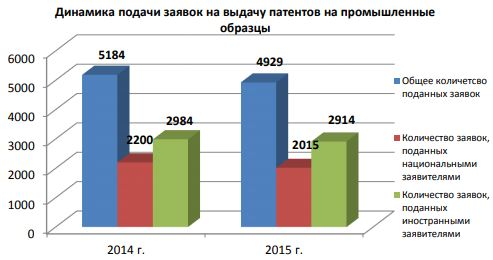 Динамика подачи заявок на выдачу патентов на промышленные
образцы
6000
5000
4000
3000
2000
1000
0
5184
2200
2984
4929
2015
2914
2014 г.
2015 г.
Общее количетсво
поданных заявок
Количество заявок,
поданных
национальными
заявителями
Количество заявок,
поданных
иностранными
заявителями